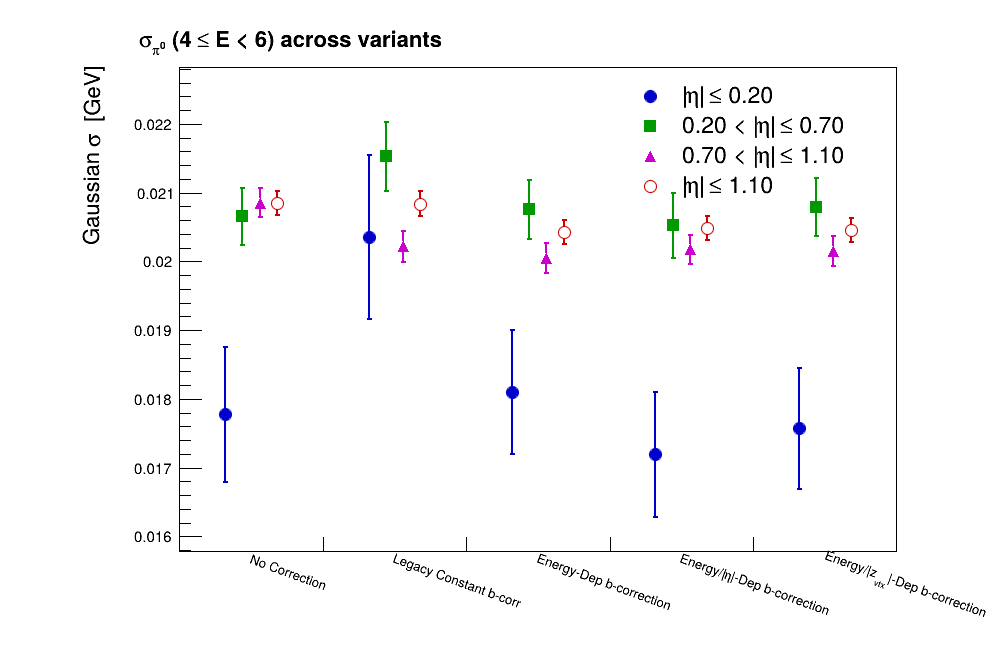 σπ⁰ (4 ≤ E < 6) across variants
Gaussian σ [GeV]
|η| ≤ 0.20
0.20 < |η| ≤ 0.70
0.70 < |η| ≤ 1.10
|η| ≤ 1.10
0.022
0.021
0.02
0.019
0.018
0.017
0.016
No Correction
Legacy Constant b-corr
Energy-Dep b-correction
Energy/|η|-Dep b-correction
Energy/|z_vtx|-Dep b-correction